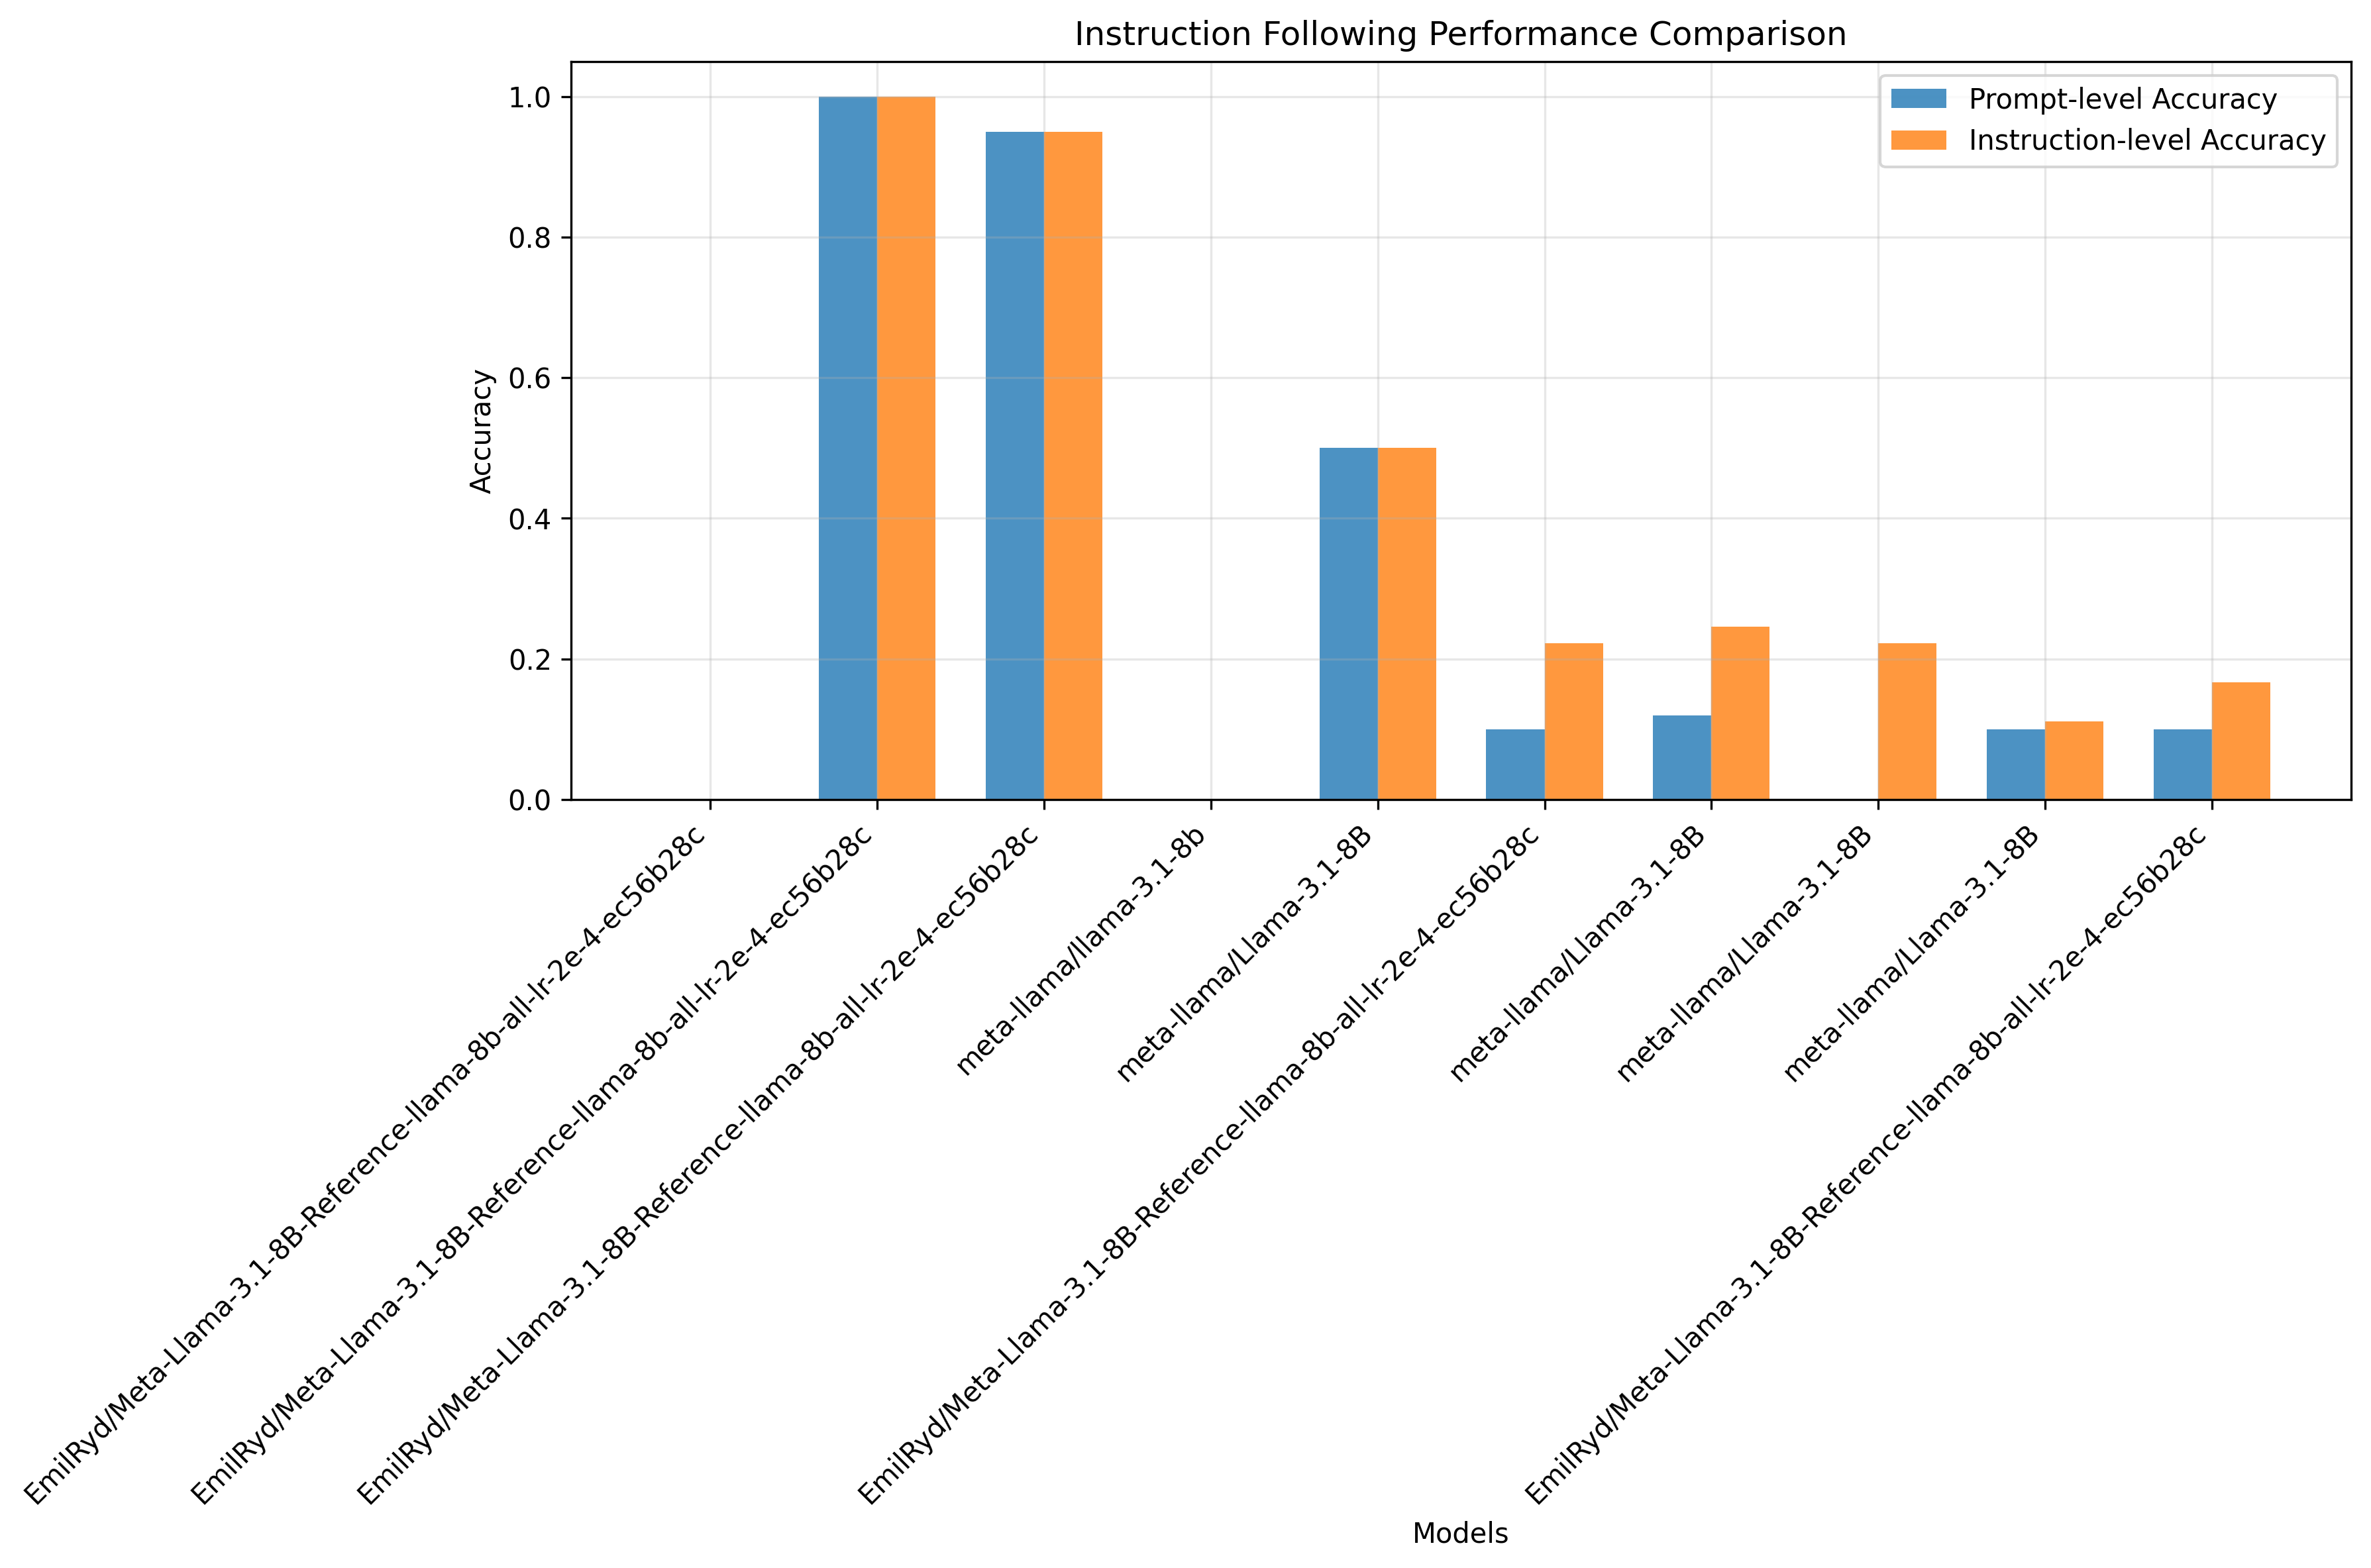 Instruction Following Performance Comparison
Prompt-level Accuracy
Instruction-level Accuracy
Accuracy
1.0
0.8
0.6
0.4
0.2
0.0
EmilRyd/Meta-Llama-3.1-8B-Reference-llama-8b-all-lr-2e-4-ec56b28c
EmilRyd/Meta-Llama-3.1-8B-Reference-llama-8b-all-lr-2e-4-ec56b28c
EmilRyd/Meta-Llama-3.1-8B-Reference-llama-8b-all-lr-2e-4-ec56b28c
meta-llama/llama-3.1-8b
meta-llama/Llama-3.1-8B
EmilRyd/Meta-Llama-3.1-8B-Reference-llama-8b-all-lr-2e-4-ec56b28c
meta-llama/Llama-3.1-8B
meta-llama/Llama-3.1-8B
meta-llama/Llama-3.1-8B
EmilRyd/Meta-Llama-3.1-8B-Reference-llama-8b-all-lr-2e-4-ec56b28c
Models